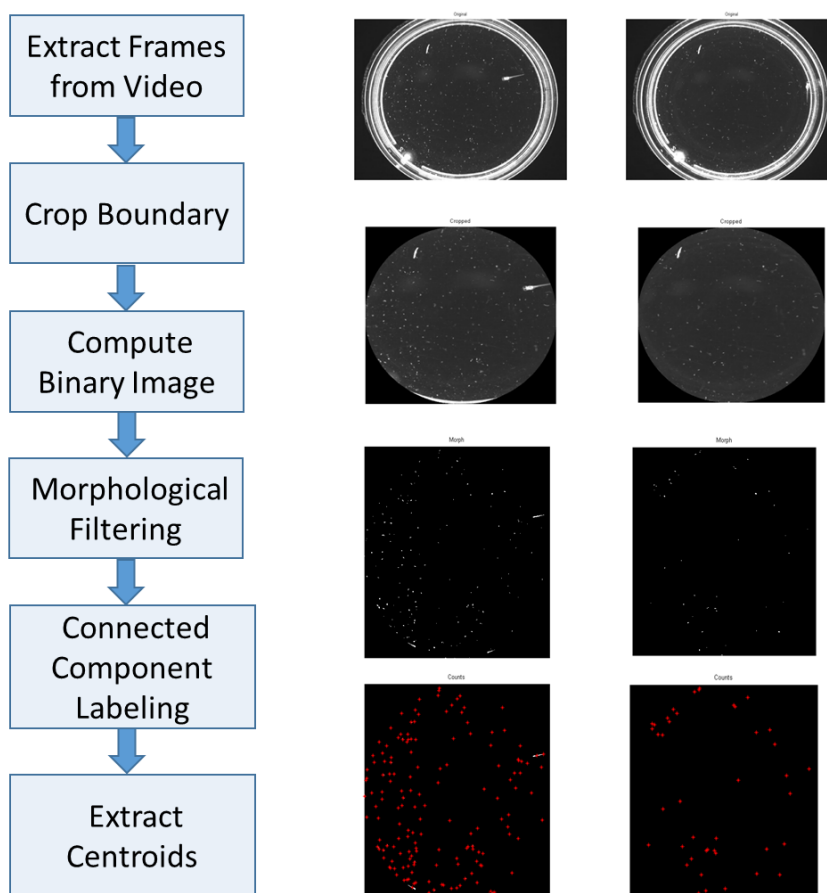 Extract Frames
from Video
Crop Boundary
Compute
Binary Image
Morphological
Filtering
Connected
Component
Labeling
Extract
Centroids
Original
Original
Cropped
Cropped
Morph
Morph
Counts
Counts